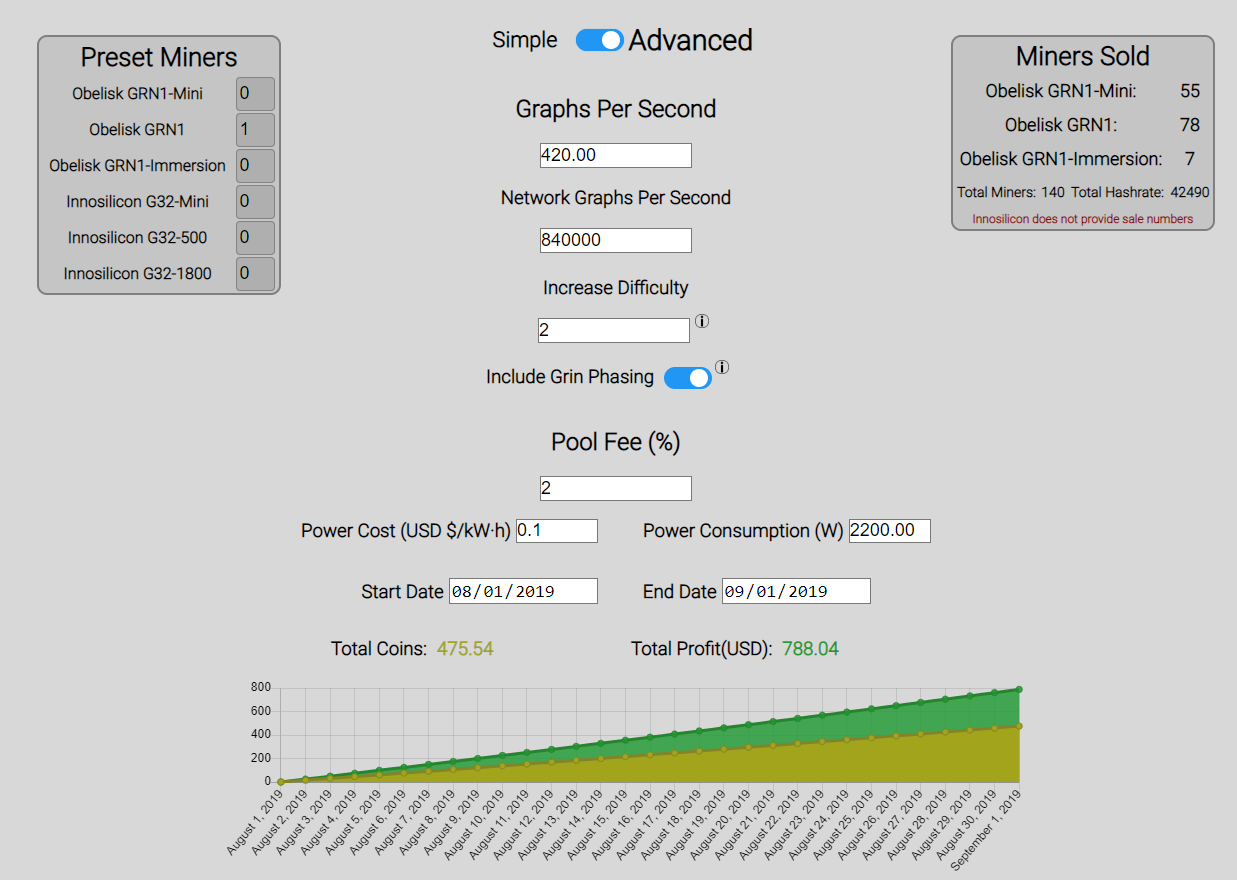 Simple Advanced
Preset Miners
Obelisk GRN1-Mini 0
Obelisk GRN1 1
Obelisk GRN1-Immersion 0
Innosilicon G32-Mini 0
Innosilicon G32-500 0
Innosilicon G32-1800 0
Graphs Per Second
420.00
Network Graphs Per Second
840000
Increase Difficulty
2
Include Grin Phasing
Pool Fee (%)
2
Power Cost (USD $/kW·h) 0.1 Power Consumption (W) 2200.00
Start Date 08/01/2019 End Date 09/01/2019
Total Coins: 475.54 Total Profit(USD): 788.04
Miners Sold
Obelisk GRN1-Mini: 55
Obelisk GRN1: 78
Obelisk GRN1-Immersion: 7
Total Miners: 140 Total Hashrate: 42490
Innosilicon does not provide sale numbers
800
600
400
200
0
August 1, 2019
August 2, 2019
August 3, 2019
August 4, 2019
August 5, 2019
August 6, 2019
August 7, 2019
August 8, 2019
August 9, 2019
August 10, 2019
August 11, 2019
August 12, 2019
August 13, 2019
August 14, 2019
August 15, 2019
August 16, 2019
August 17, 2019
August 18, 2019
August 19, 2019
August 20, 2019
August 21, 2019
August 22, 2019
August 23, 2019
August 24, 2019
August 25, 2019
August 26, 2019
August 27, 2019
August 28, 2019
August 29, 2019
August 30, 2019
September 1, 2019